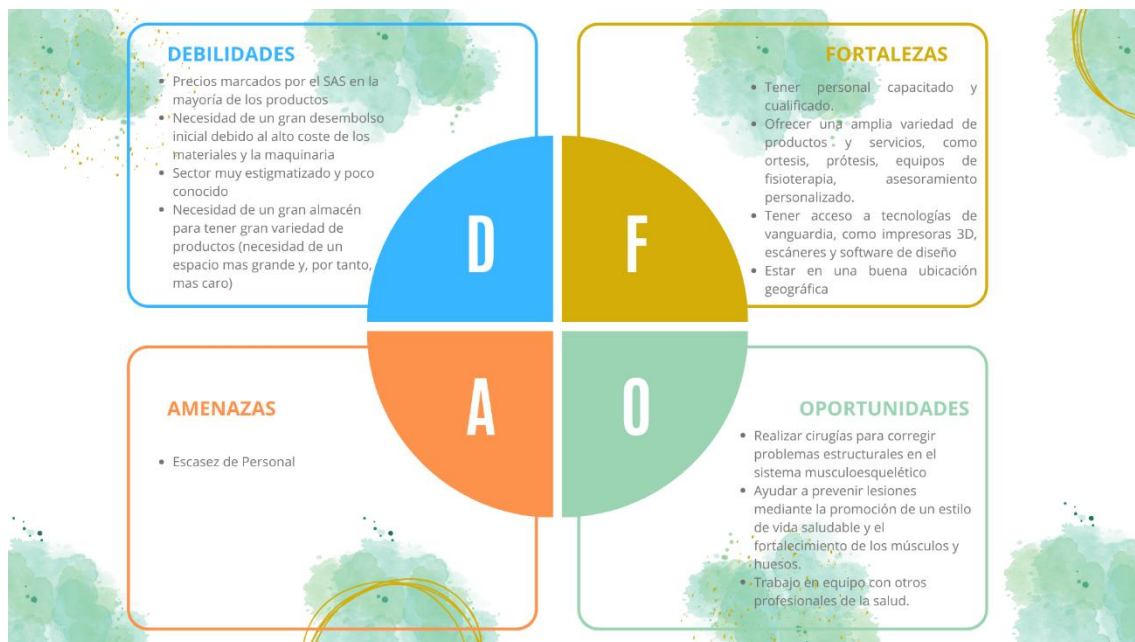 DEBILIDADES
• Precios marcados por el SAS en la
mayoría de los productos
• Necesidad de un gran desembolso
inicial debido al alto coste de los
materiales y la maquinaria
• Sector muy estigmatizado y poco
conocido
• Necesidad de un gran almacén
para tener gran variedad de
productos (necesidad de un
espacio mas grande y, por tanto,
mas caro)
FORTALEZAS
• Tener personal capacitado y
cualificado.
• Ofrecer una amplia variedad de
productos y servicios, como
ortesis, prótesis, equipos de
fisioterapia, asesoramiento
personalizado.
• Tener acceso a tecnologías de
vanguardia, como impresoras 3D,
escáneres y software de diseño
• Estar en una buena ubicación
geográfica
D
F
A
O
AMENAZAS
• Escasez de Personal
OPORTUNIDADES
• Realizar cirugías para corregir
problemas estructurales en el
sistema musculoesquelético
• Ayudar a prevenir lesiones
mediante la promoción de un estilo
de vida saludable y el
fortalecimiento de los músculos y
huesos.
• Trabajo en equipo con otros
profesionales de la salud.